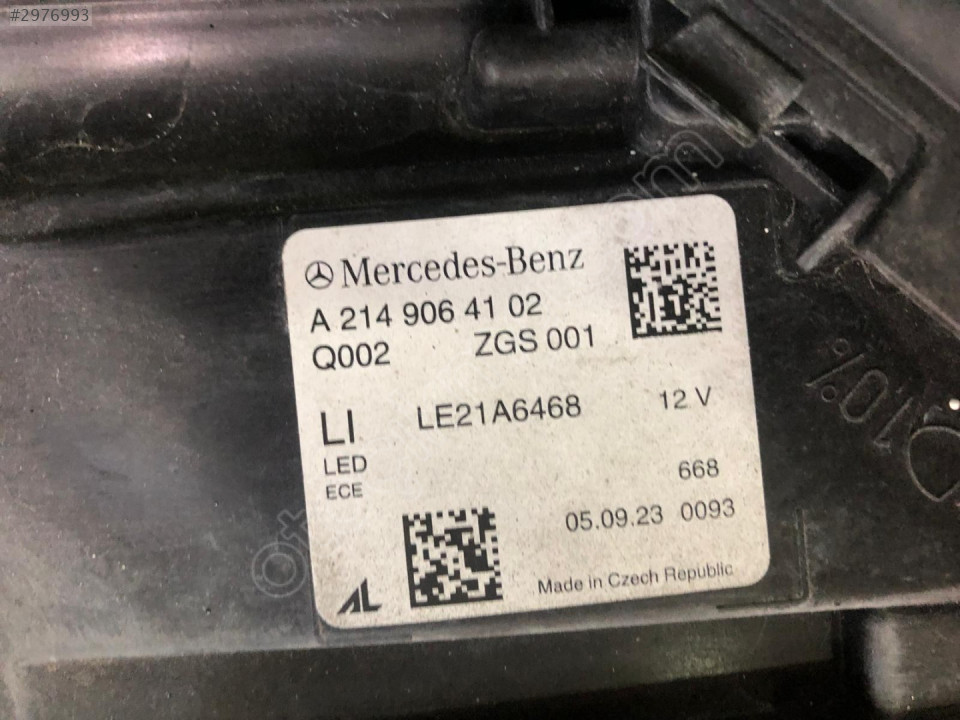 #2976993
Mercedes-Benz
A 214 906 41 02
Q002 ZGS 001
LI LE21A6468 12 V
LED
ECE
668
05.09.23 0093
AL
Made in Czech Republic